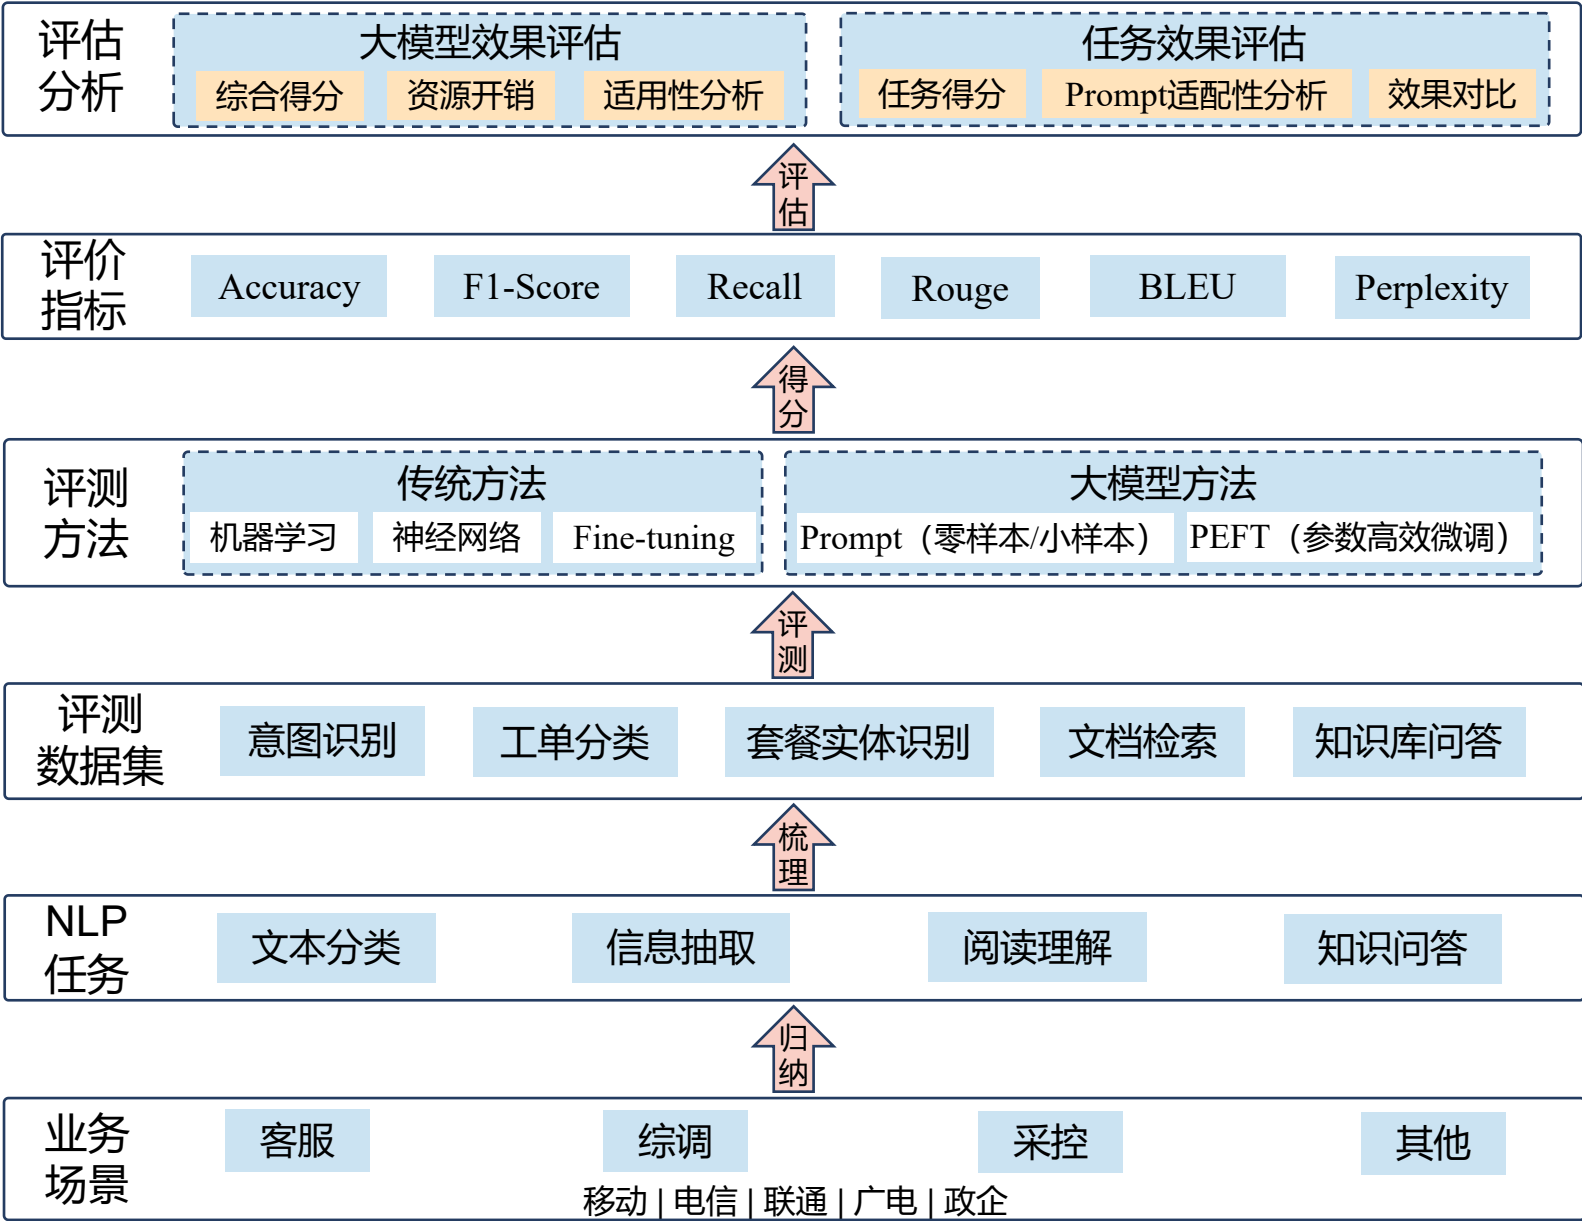 评估
分析
大模型效果评估
综合得分 资源开销 适用性分析
任务效果评估
任务得分 Prompt适配性分析 效果对比
评
估
评价
指标
Accuracy F1-Score Recall Rouge BLEU Perplexity
得
分
评测
方法
传统方法
机器学习 神经网络 Fine-tuning
大模型方法
Prompt（零样本/小样本） PEFT（参数高效微调）
评
测
评测
数据集
意图识别 工单分类 套餐实体识别 文档检索 知识库问答
梳
理
NLP
任务
文本分类 信息抽取 阅读理解 知识问答
归
纳
业务
场景
客服 综调 采控 其他
移动 | 电信 | 联通 | 广电 | 政企